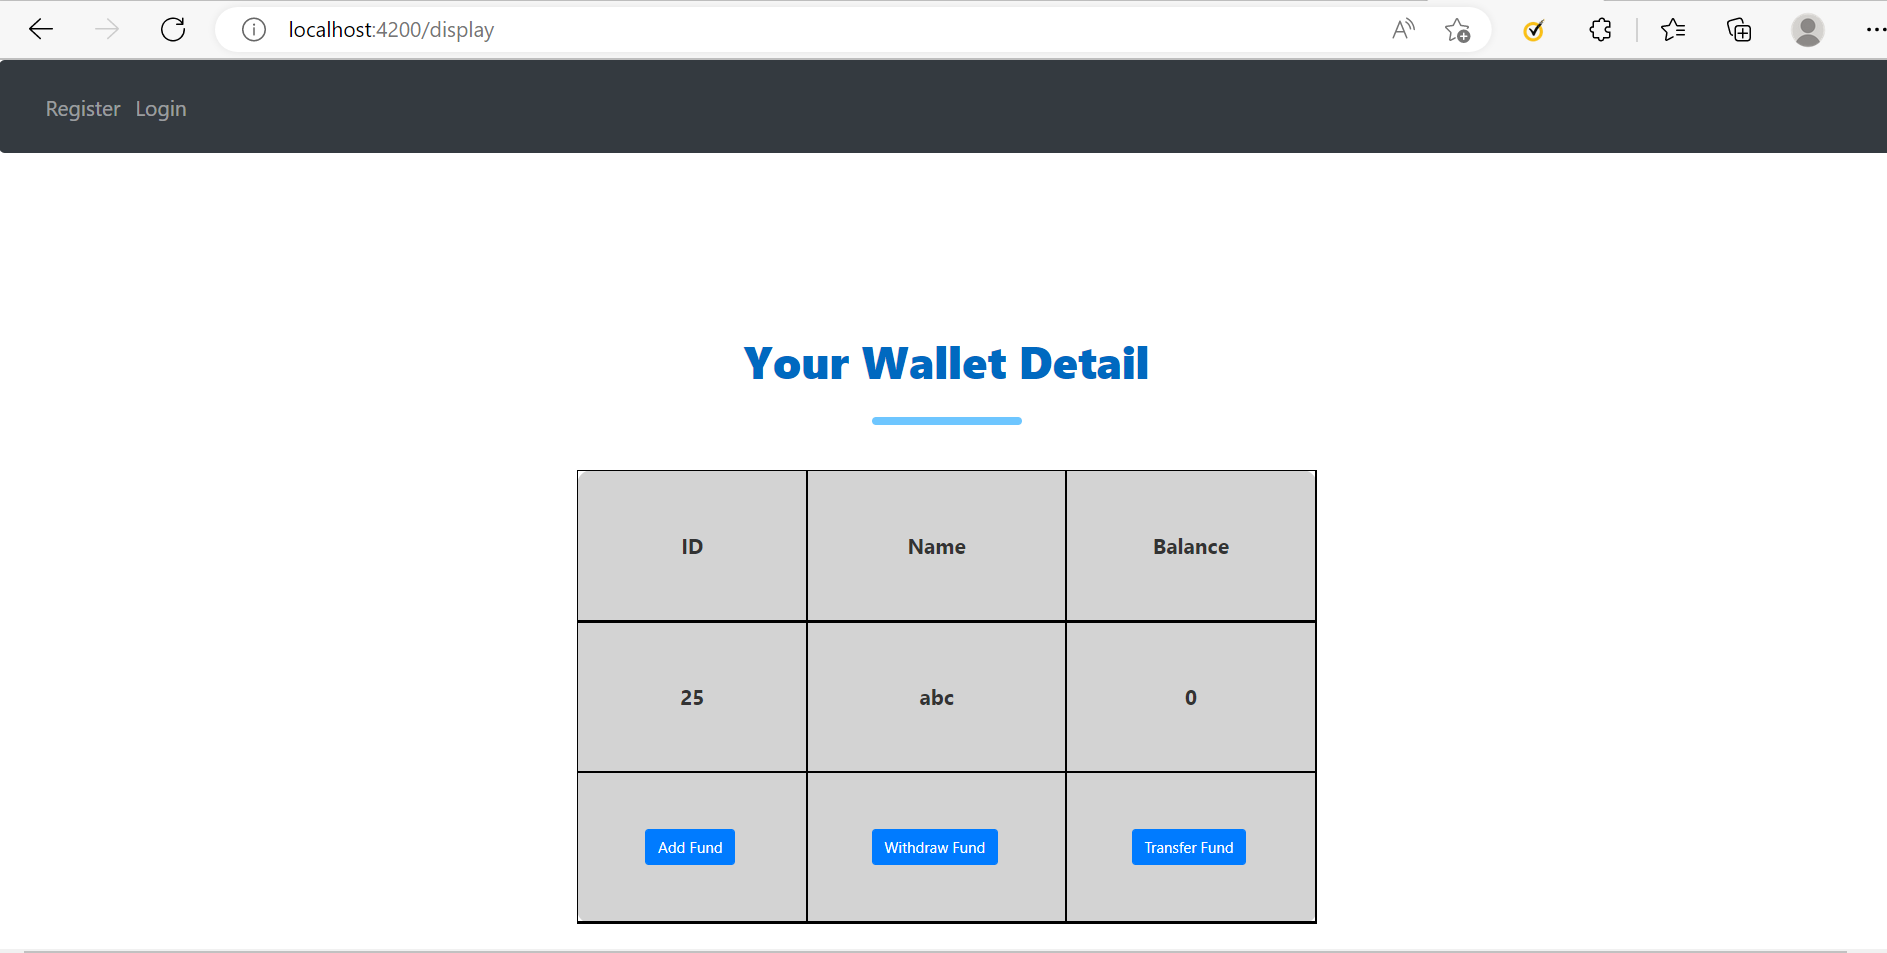 localhost:4200/display
Register Login
Your Wallet Detail
ID Name Balance
25 abc 0
Add Fund Withdraw Fund Transfer Fund